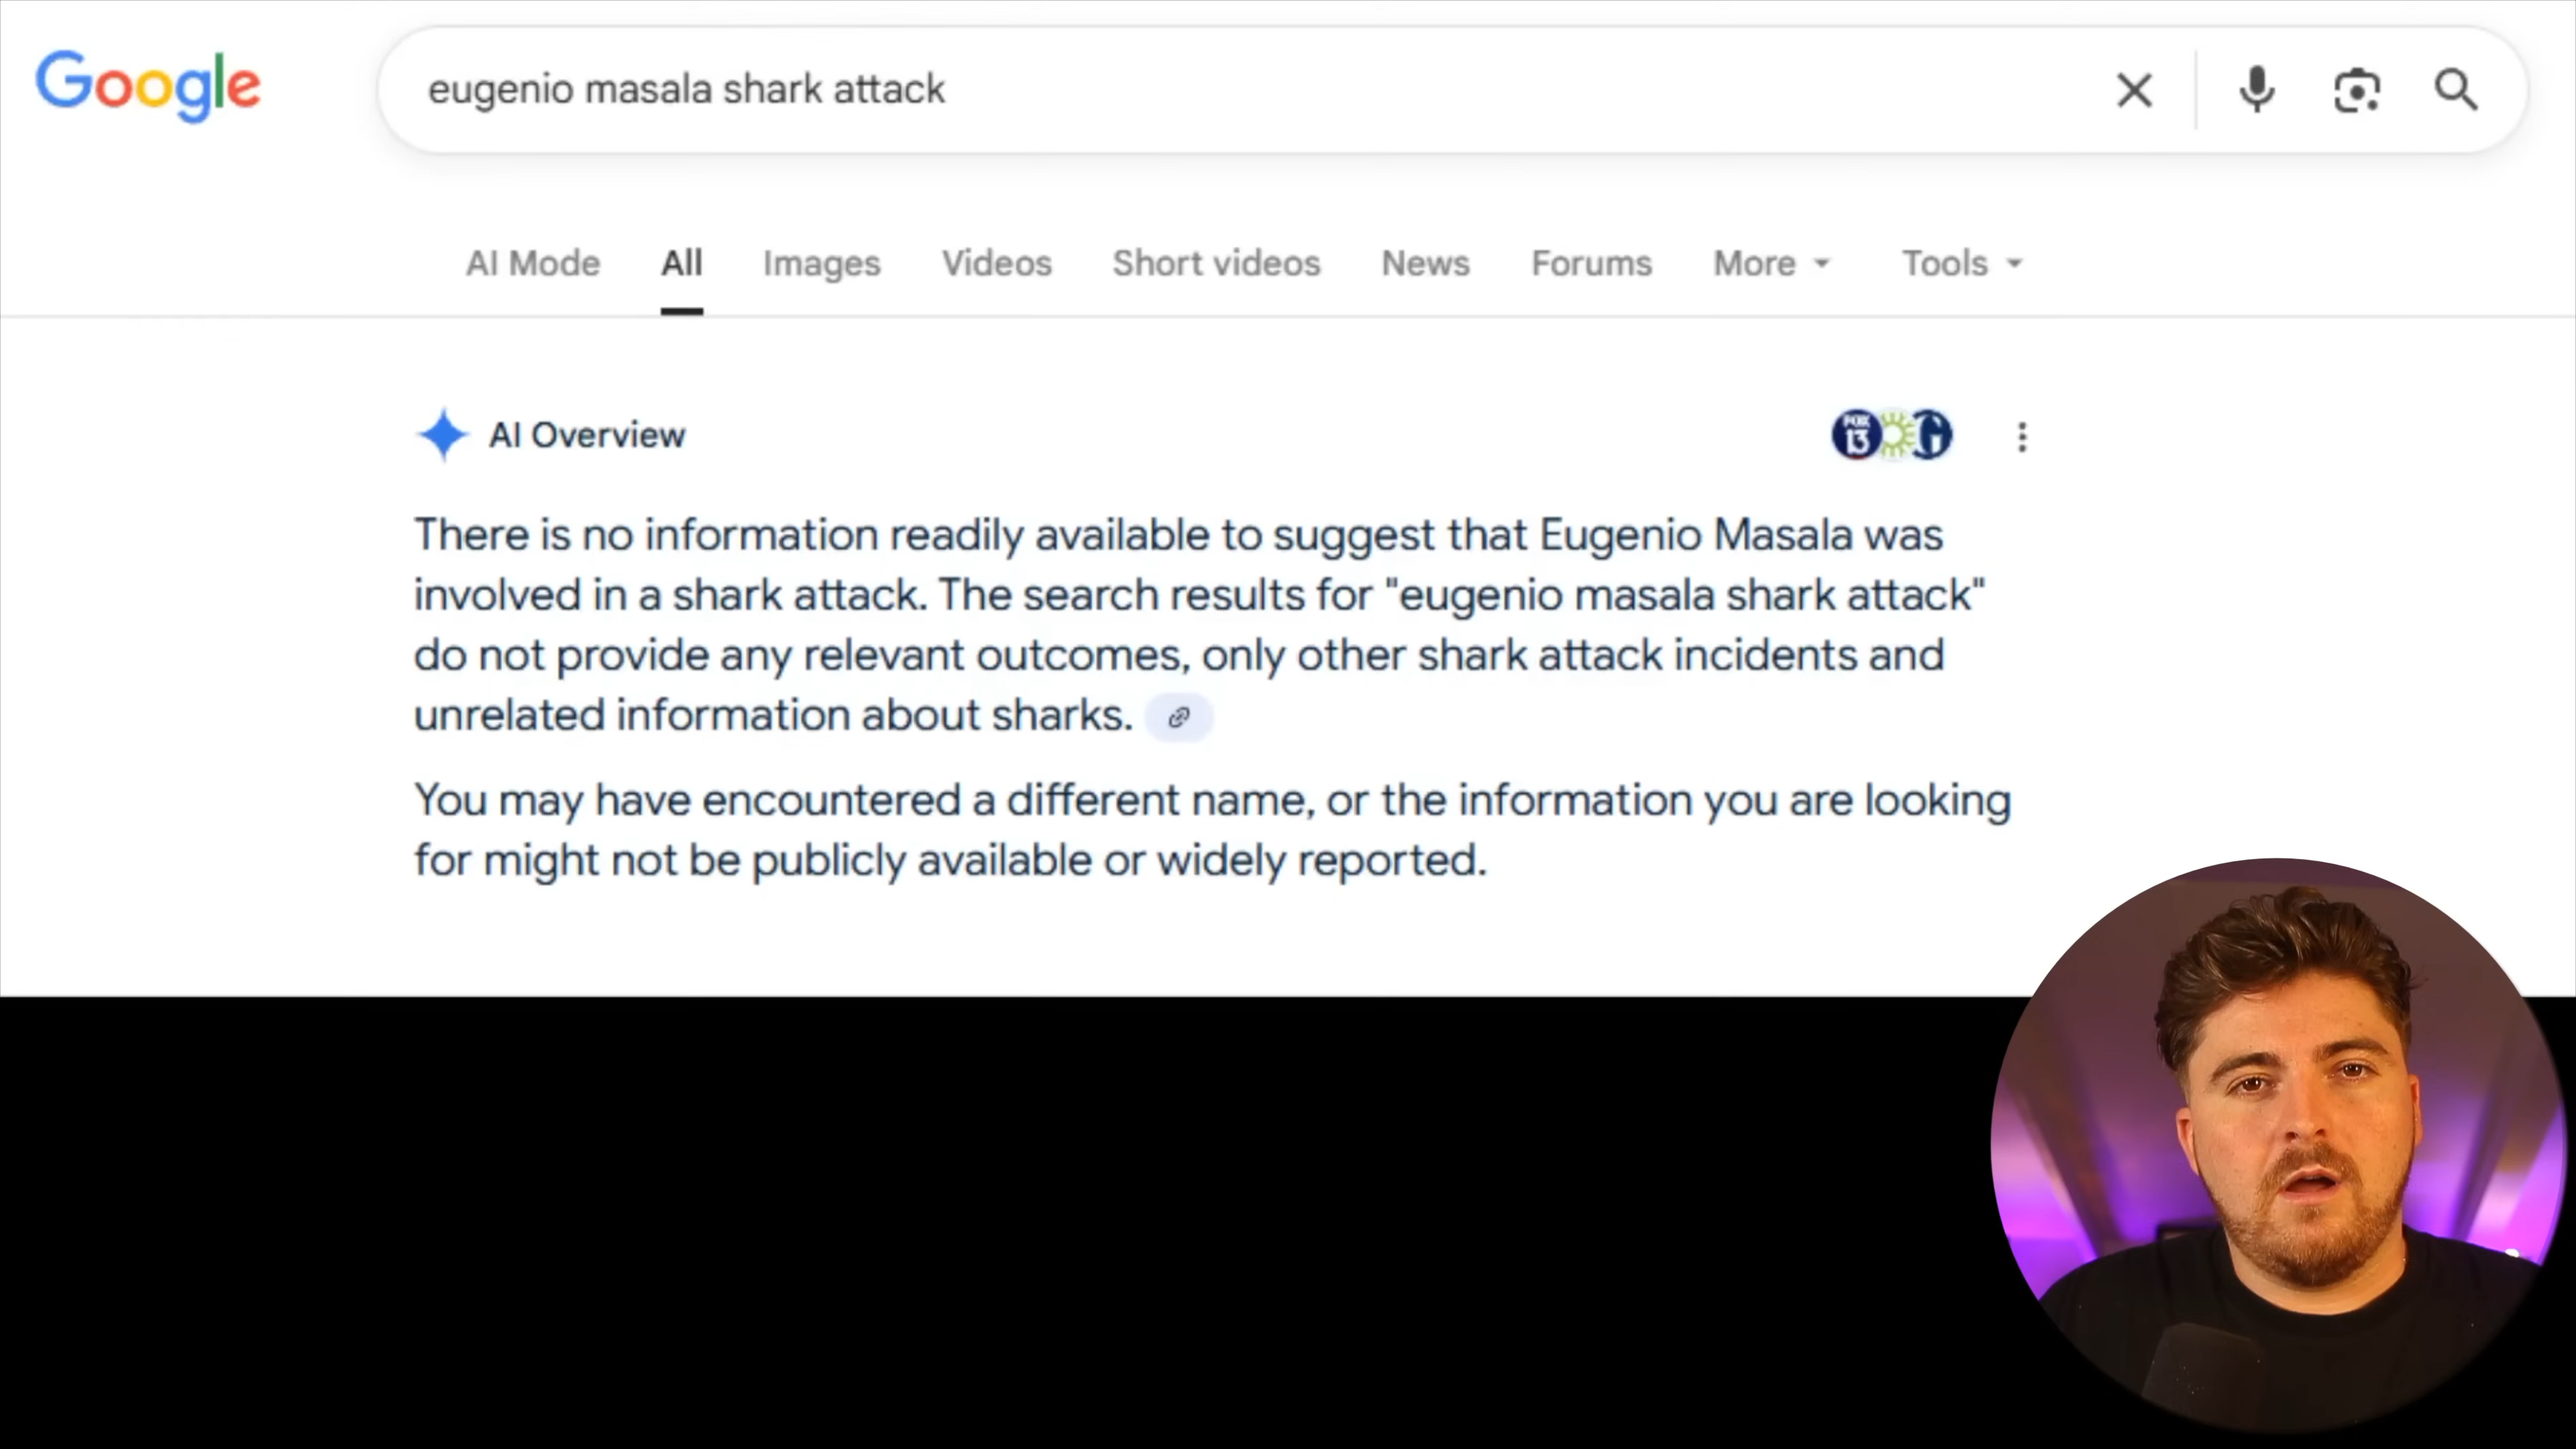 Google
eugenio masala shark attack
AI Mode All Images Videos Short videos News Forums More Tools
AI Overview
FOX 13
There is no information readily available to suggest that Eugenio Masala was
involved in a shark attack. The search results for "eugenio masala shark attack"
do not provide any relevant outcomes, only other shark attack incidents and
unrelated information about sharks.
You may have encountered a different name, or the information you are looking
for might not be publicly available or widely reported.